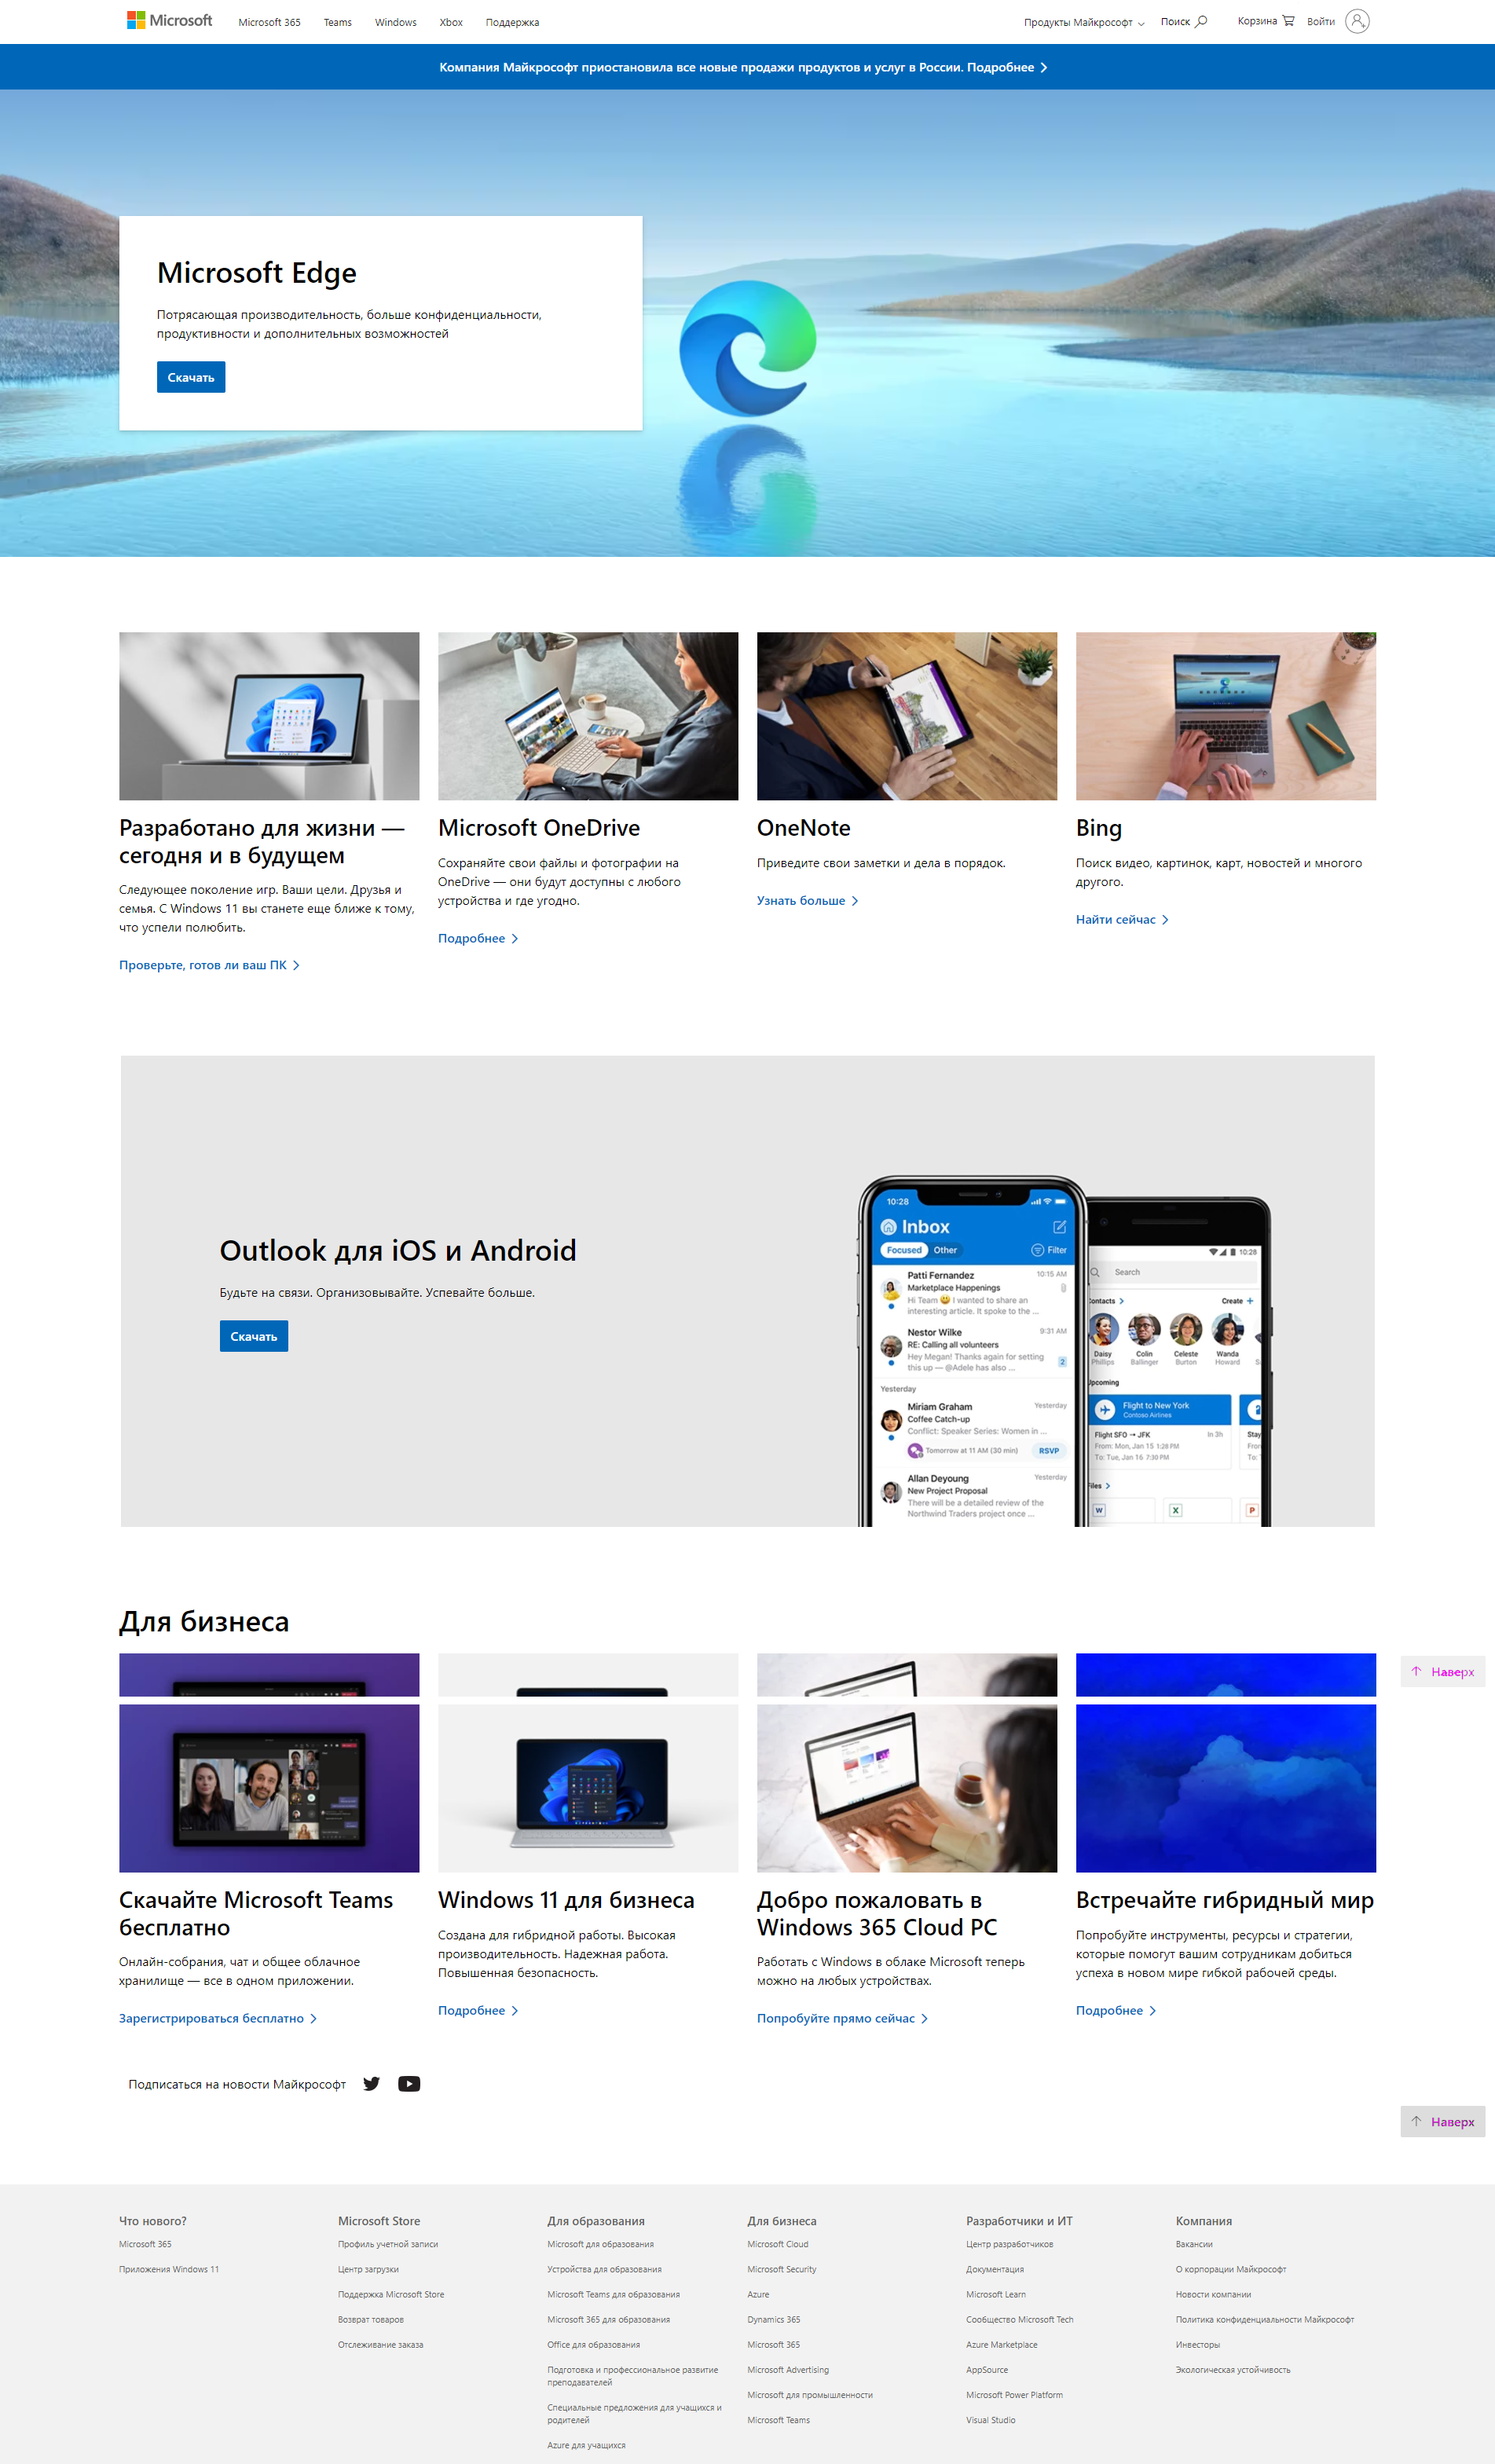 Microsoft
Microsoft 365
Teams
Windows
Xbox
Поддержка
Продукты Майкрософт
Поиск
Корзина
Войти
Компания Майкрософт приостановила все новые продажи продуктов и услуг в России. Подробнее
Microsoft Edge
Потрясающая производительность, больше конфиденциальности,
продуктивности и дополнительных возможностей
Скачать
Разработано для жизни —
сегодня и в будущем
Следующее поколение игр. Ваши цели. Друзья и
семья. С Windows 11 вы станете еще ближе к тому,
что успели полюбить.
Проверьте, готов ли ваш ПК
Microsoft OneDrive
Сохраняйте свои файлы и фотографии на
OneDrive — они будут доступны с любого
устройства и где угодно.
Подробнее
OneNote
Приведите свои заметки и дела в порядок.
Узнать больше
Bing
Поиск видео, картинок, карт, новостей и многого
другого.
Найти сейчас
Outlook для iOS и Android
Будьте на связи. Организовывайте. Успевайте больше.
Скачать
10:28
Inbox
Focused
Other
Filter
Patti Fernandez
10:15 AM
Marketplace Happenings
Hi Team 😀 I wanted to share an
interesting article. It spoke to the ...
Nestor Wilke
9:31 AM
RE: Calling all volunteers
Hey Megan! Thanks again for setting
this up — @Adele has also ...
2
Yesterday
Miriam Graham
Yesterday
Coffee Catch-up
Conflict: Speaker Series: Women in ...
Tomorrow at 11 AM (30 min)
RSVP
Allan Deyoung
Yesterday
New Project Proposal
There will be a detailed review of the
Northwind Traders project once ...
10:28
Search
Contacts
Create +
Daisy
Phillips
Colin
Ballinger
Celeste
Burton
Wanda
Howard
Upcoming
Flight to New York
Contoso Airlines
Flight SFO → JFK
In 3h
From: Mon, Jan 15 1:28 PM
To: Tue, Jan 16 7:30 PM
Stay
From
To:
Files
W
X
P
Для бизнеса
Наверх
Скачайте Microsoft Teams
бесплатно
Онлайн-собрания, чат и общее облачное
хранилище — все в одном приложении.
Зарегистрироваться бесплатно
Windows 11 для бизнеса
Создана для гибридной работы. Высокая
производительность. Надежная работа.
Повышенная безопасность.
Подробнее
Добро пожаловать в
Windows 365 Cloud PC
Работать с Windows в облаке Microsoft теперь
можно на любых устройствах.
Попробуйте прямо сейчас
Встречайте гибридный мир
Попробуйте инструменты, ресурсы и стратегии,
которые помогут вашим сотрудникам добиться
успеха в новом мире гибкой рабочей среды.
Подробнее
Подписаться на новости Майкрософт
Наверх
Что нового?
Microsoft 365
Приложения Windows 11
Microsoft Store
Профиль учетной записи
Центр загрузки
Поддержка Microsoft Store
Возврат товаров
Отслеживание заказа
Для образования
Microsoft для образования
Устройства для образования
Microsoft Teams для образования
Microsoft 365 для образования
Office для образования
Подготовка и профессиональное развитие
преподавателей
Специальные предложения для учащихся и
родителей
Azure для учащихся
Для бизнеса
Microsoft Cloud
Microsoft Security
Azure
Dynamics 365
Microsoft 365
Microsoft Advertising
Microsoft для промышленности
Microsoft Teams
Разработчики и ИТ
Центр разработчиков
Документация
Microsoft Learn
Сообщество Microsoft Tech
Azure Marketplace
AppSource
Microsoft Power Platform
Visual Studio
Компания
Вакансии
О корпорации Майкрософт
Новости компании
Политика конфиденциальности Майкрософт
Инвесторы
Экологическая устойчивость